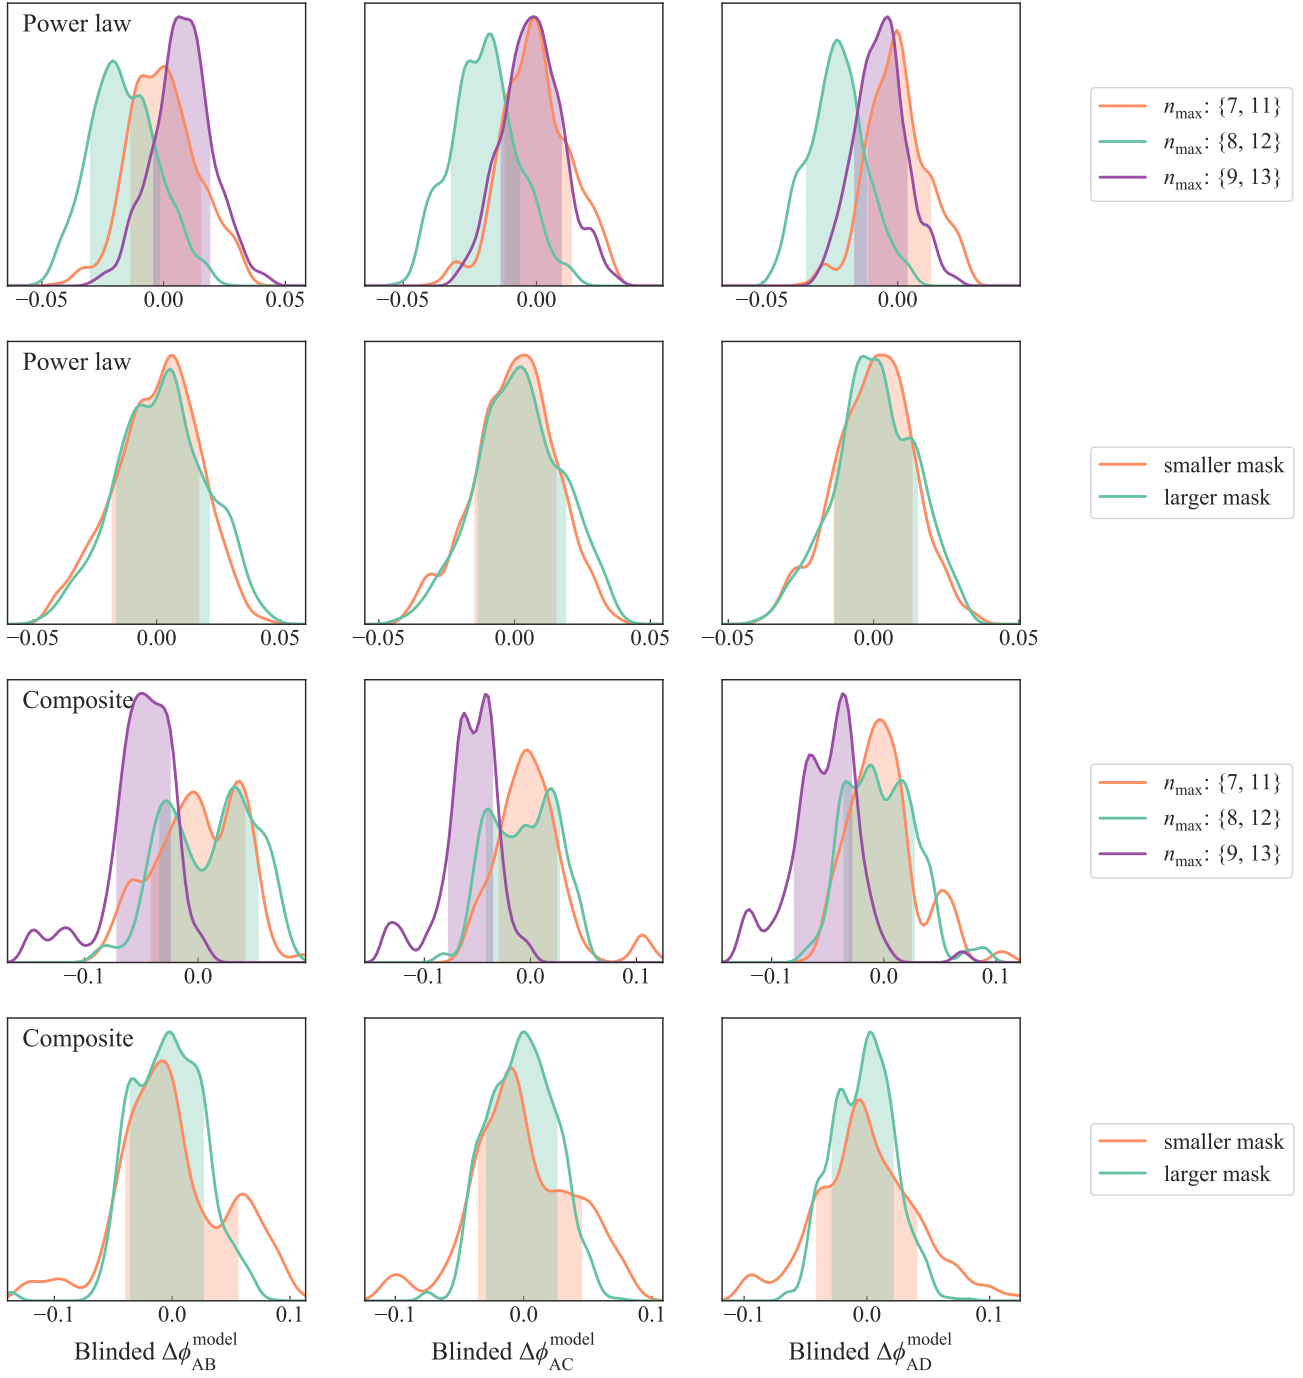 Power law
−0.05 0.00 0.05
−0.05 0.00
−0.05 0.00
n_max: {7, 11}
n_max: {8, 12}
n_max: {9, 13}
Power law
−0.05 0.00 0.05
−0.05 0.00 0.05
−0.05 0.00 0.05
smaller mask
larger mask
Composite
−0.1 0.0
−0.1 0.0 0.1
−0.1 0.0 0.1
n_max: {7, 11}
n_max: {8, 12}
n_max: {9, 13}
Composite
−0.1 0.0 0.1
−0.1 0.0 0.1
−0.1 0.0 0.1
smaller mask
larger mask
Blinded Δϕ_AB^model
Blinded Δϕ_AC^model
Blinded Δϕ_AD^model